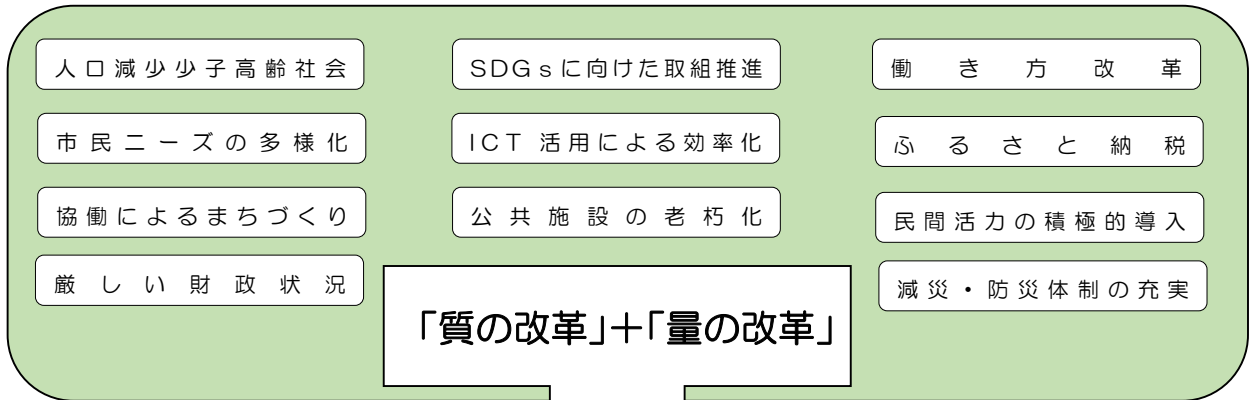 人口減少少子高齢社会
SDGsに向けた取組推進
働き方改革
市民ニーズの多様化
ICT 活用による効率化
ふるさと納税
協働によるまちづくり
公共施設の老朽化
民間活力の積極的導入
厳しい財政状況
減災・防災体制の充実
「質の改革」＋「量の改革」